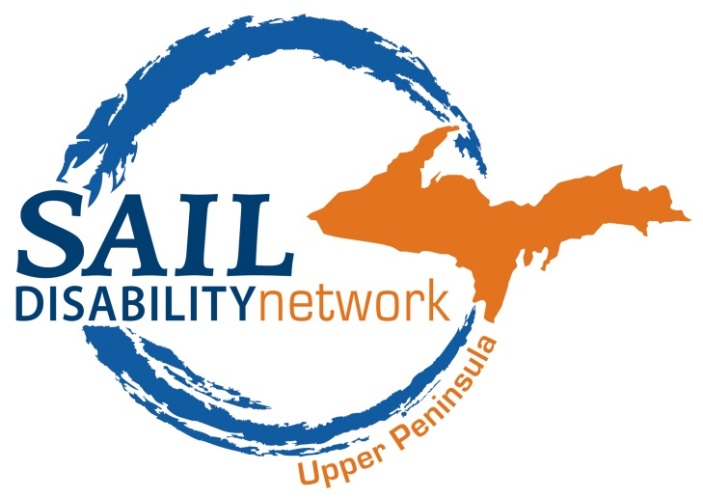 SAIL
DISABILITYnetwork
Upper Peninsula